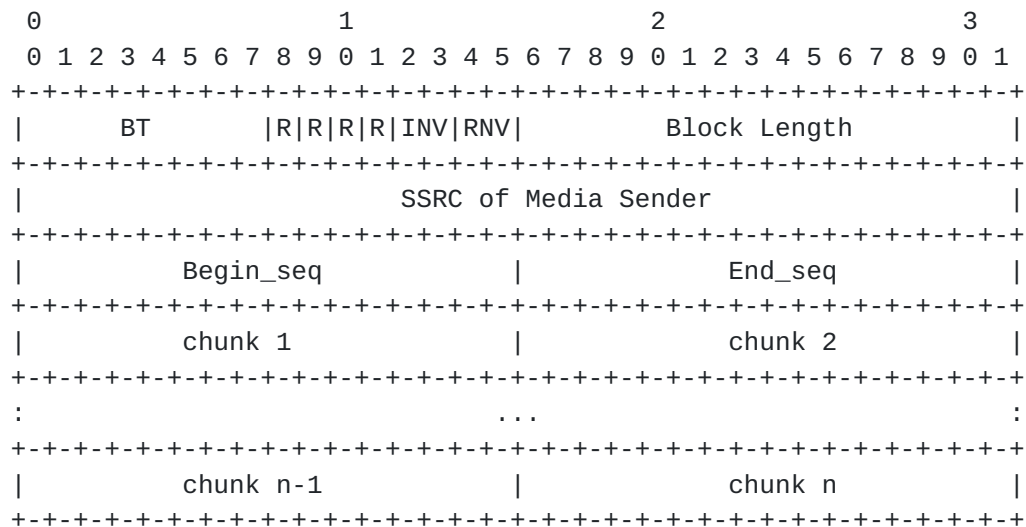 0                   1                   2                   3
 0 1 2 3 4 5 6 7 8 9 0 1 2 3 4 5 6 7 8 9 0 1 2 3 4 5 6 7 8 9 0 1
+-+-+-+-+-+-+-+-+-+-+-+-+-+-+-+-+-+-+-+-+-+-+-+-+-+-+-+-+-+-+-+-+
|      BT       |R|R|R|R|INV|RNV|         Block Length          |
+-+-+-+-+-+-+-+-+-+-+-+-+-+-+-+-+-+-+-+-+-+-+-+-+-+-+-+-+-+-+-+-+
|                        SSRC of Media Sender                   |
+-+-+-+-+-+-+-+-+-+-+-+-+-+-+-+-+-+-+-+-+-+-+-+-+-+-+-+-+-+-+-+-+
|          Begin_seq            |             End_seq           |
+-+-+-+-+-+-+-+-+-+-+-+-+-+-+-+-+-+-+-+-+-+-+-+-+-+-+-+-+-+-+-+-+
|          chunk 1              |             chunk 2           |
+-+-+-+-+-+-+-+-+-+-+-+-+-+-+-+-+-+-+-+-+-+-+-+-+-+-+-+-+-+-+-+-+
:                              ...                              :
+-+-+-+-+-+-+-+-+-+-+-+-+-+-+-+-+-+-+-+-+-+-+-+-+-+-+-+-+-+-+-+-+
|          chunk n-1            |             chunk n           |
+-+-+-+-+-+-+-+-+-+-+-+-+-+-+-+-+-+-+-+-+-+-+-+-+-+-+-+-+-+-+-+-+